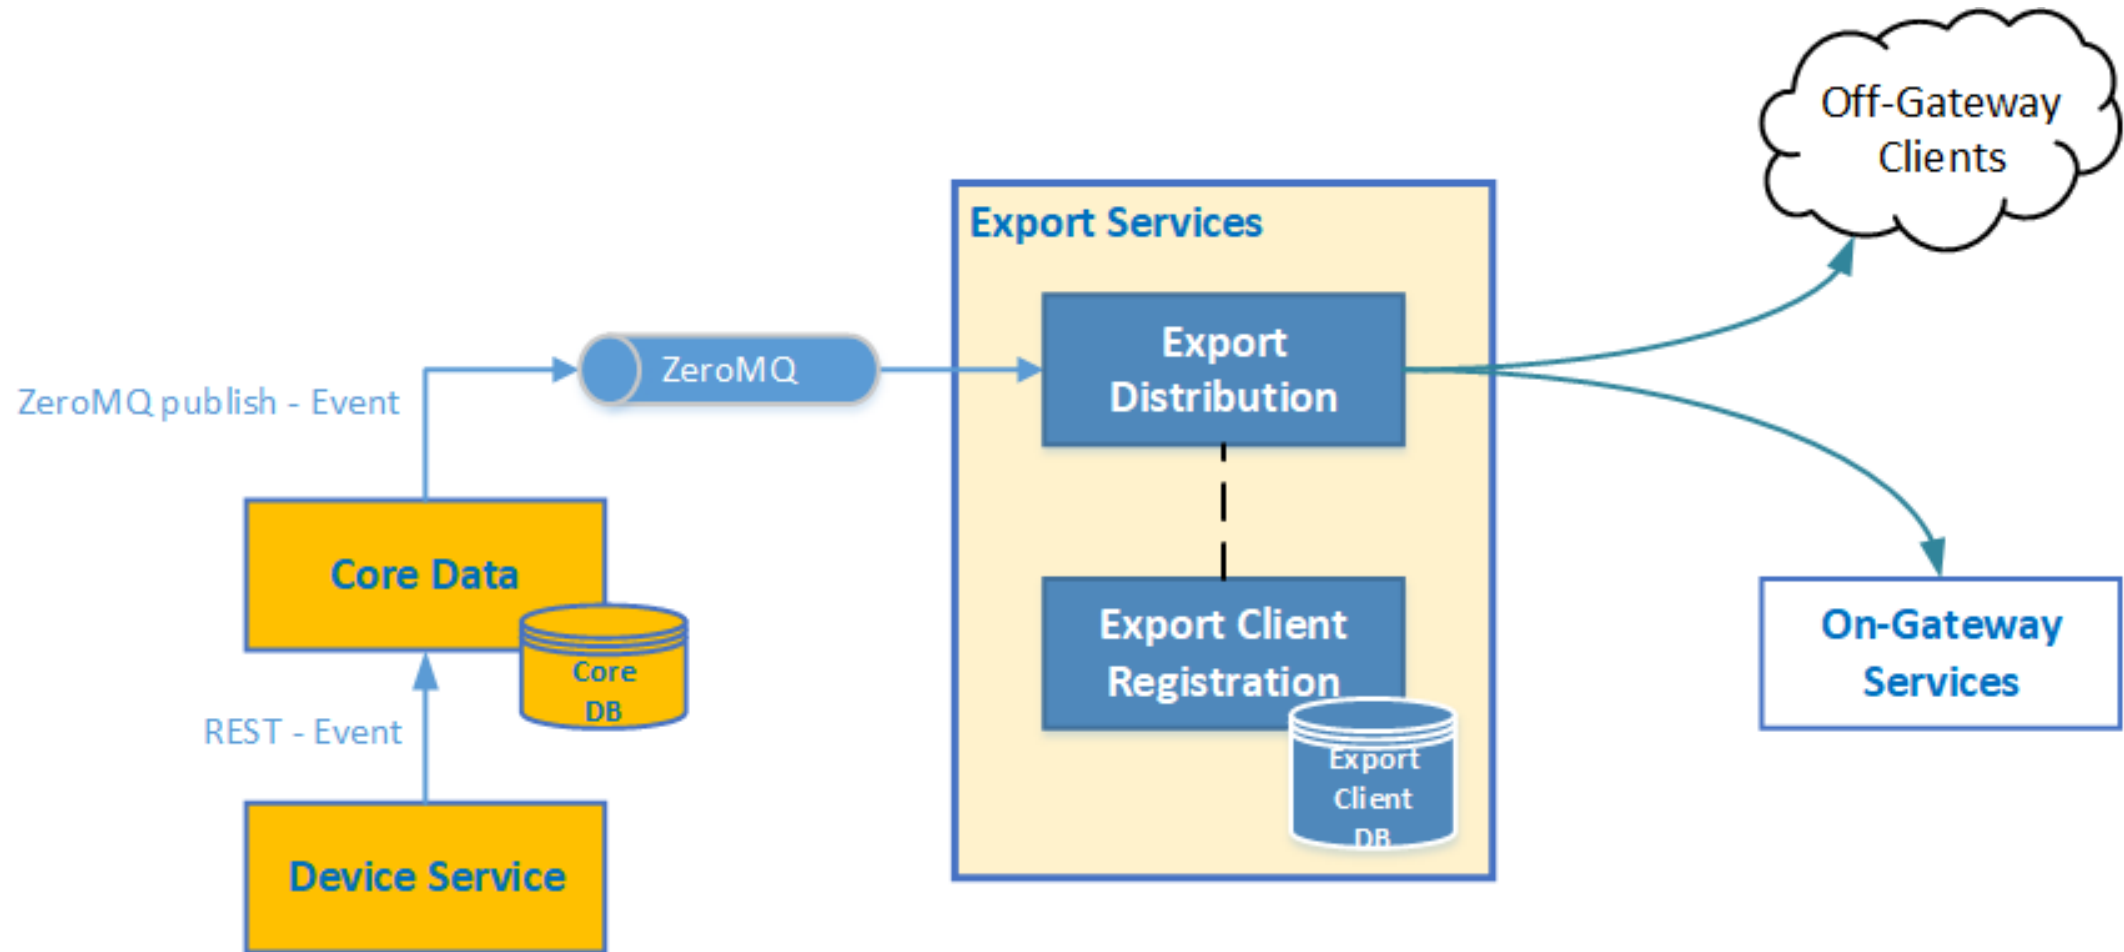 Off-Gateway
Clients
Export Services
Export
Distribution
ZeroMQ
ZeroMQ publish - Event
Core Data
Core
DB
Export Client
Registration
Export
Client
DB
On-Gateway
Services
REST - Event
Device Service